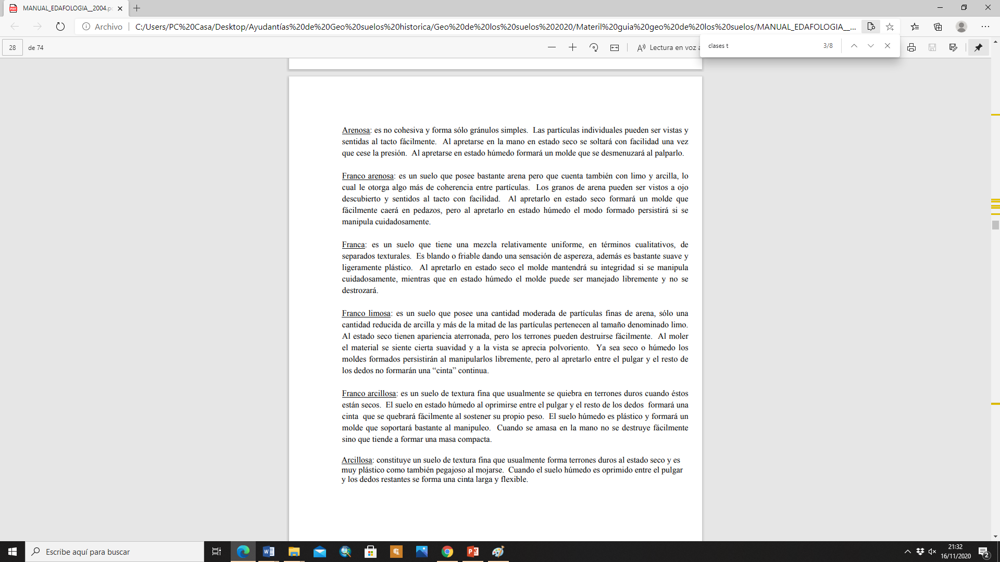 MANUAL_EDAFOLOGIA__2004.p
Archivo
C:/Users/PC%20Casa/Desktop/Ayudantías%20de%20Geo%20suelos%20historica/Geo%20de%20los%20suelos%202020/Materil%20guia%20geo%20de%20los%20suelos/MANUAL_EDAFOLOGIA__...
28 de 74
Lectura en voz a
clases t 3/8
Arenosa: es no cohesiva y forma sólo gránulos simples. Las partículas individuales pueden ser vistas y
sentidas al tacto fácilmente. Al apretarse en la mano en estado seco se soltará con facilidad una vez
que cese la presión. Al apretarse en estado húmedo formará un molde que se desmenuzará al palparlo.
Franco arenosa: es un suelo que posee bastante arena pero que cuenta también con limo y arcilla, lo
cual le otorga algo más de coherencia entre partículas. Los granos de arena pueden ser vistos a ojo
descubierto y sentidos al tacto con facilidad. Al apretarlo en estado seco formará un molde que
fácilmente caerá en pedazos, pero al apretarlo en estado húmedo el modo formado persistirá si se
manipula cuidadosamente.
Franca: es un suelo que tiene una mezcla relativamente uniforme, en términos cualitativos, de
separados texturales. Es blando o friable dando una sensación de aspereza, además es bastante suave y
ligeramente plástico. Al apretarlo en estado seco el molde mantendrá su integridad si se manipula
cuidadosamente, mientras que en estado húmedo el molde puede ser manejado libremente y no se
destrozará.
Franco limosa: es un suelo que posee una cantidad moderada de partículas finas de arena, sólo una
cantidad reducida de arcilla y más de la mitad de las partículas pertenecen al tamaño denominado limo.
Al estado seco tienen apariencia aterronada, pero los terrones pueden destruirse fácilmente. Al moler
el material se siente cierta suavidad y a la vista se aprecia polvoriento. Ya sea seco o húmedo los
moldes formados persistirán al manipularlos libremente, pero al apretarlo entre el pulgar y el resto de
los dedos no formarán una “cinta” continua.
Franco arcillosa: es un suelo de textura fina que usualmente se quiebra en terrones duros cuando éstos
están secos. El suelo en estado húmedo al oprimirse entre el pulgar y el resto de los dedos formará una
cinta que se quebrará fácilmente al sostener su propio peso. El suelo húmedo es plástico y formará un
molde que soportará bastante al manipuleo. Cuando se amasa en la mano no se destruye fácilmente
sino que tiende a formar una masa compacta.
Arcillosa: constituye un suelo de textura fina que usualmente forma terrones duros al estado seco y es
muy plástico como también pegajoso al mojarse. Cuando el suelo húmedo es oprimido entre el pulgar
y los dedos restantes se forma una cinta larga y flexible.
Escribe aquí para buscar
21:32
16/11/2020
2